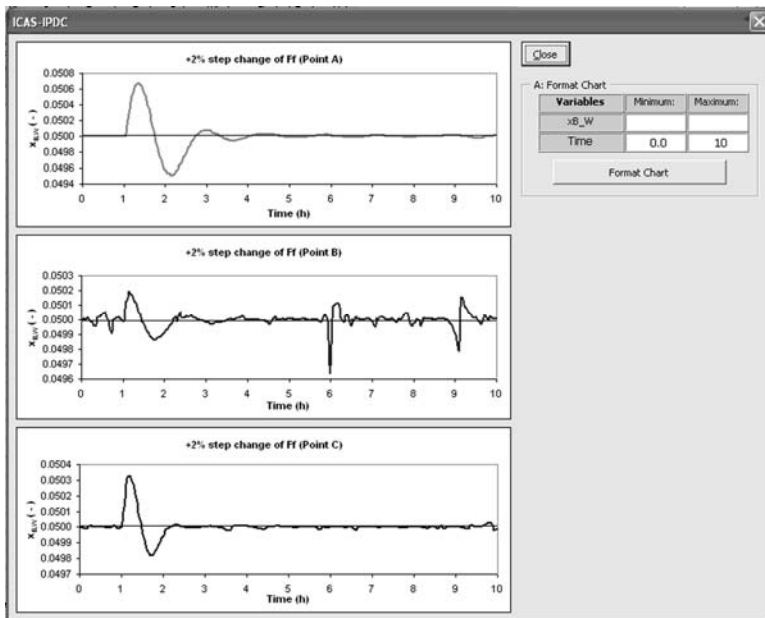 ICAS-IPDC
+2% step change of Ff (Point A)
0.0508
0.0506
0.0504
0.0502
0.0500
0.0498
0.0496
0.0494
xB,W ( - )
0 1 2 3 4 5 6 7 8 9 10
Time (h)
+2% step change of Ff (Point B)
0.0503
0.0502
0.0501
0.0500
0.0499
0.0498
0.0497
0.0496
xB,W ( - )
0 1 2 3 4 5 6 7 8 9 10
Time (h)
+2% step change of Ff (Point C)
0.0504
0.0503
0.0502
0.0501
0.0500
0.0499
0.0498
0.0497
xB,W ( - )
0 1 2 3 4 5 6 7 8 9 10
Time (h)
Close
A: Format Chart
Variables Minimum: Maximum:
xB_W
Time 0.0 10
Format Chart